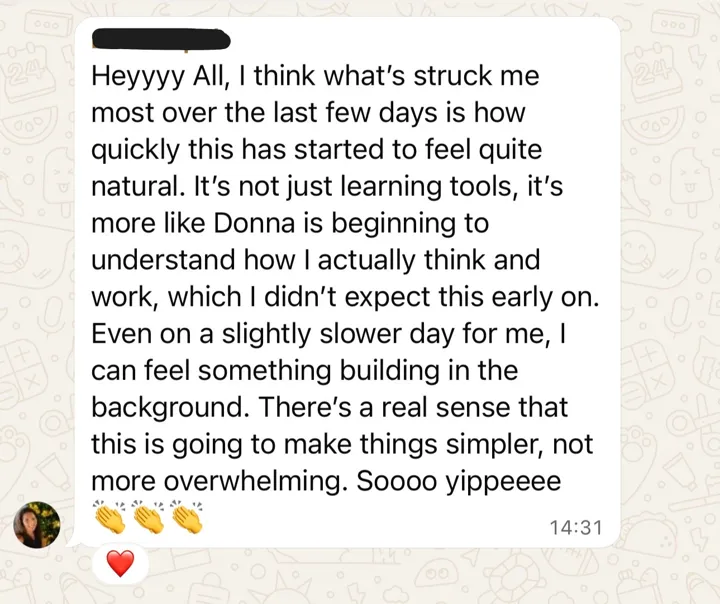 Heyyyy All, I think what's struck me
most over the last few days is how
quickly this has started to feel quite
natural. It's not just learning tools, it's
more like Donna is beginning to
understand how I actually think and
work, which I didn't expect this early on.
Even on a slightly slower day for me, I
can feel something building in the
background. There's a real sense that
this is going to make things simpler, not
more overwhelming. Soooo yippeeee
👏👏👏
14:31
❤️